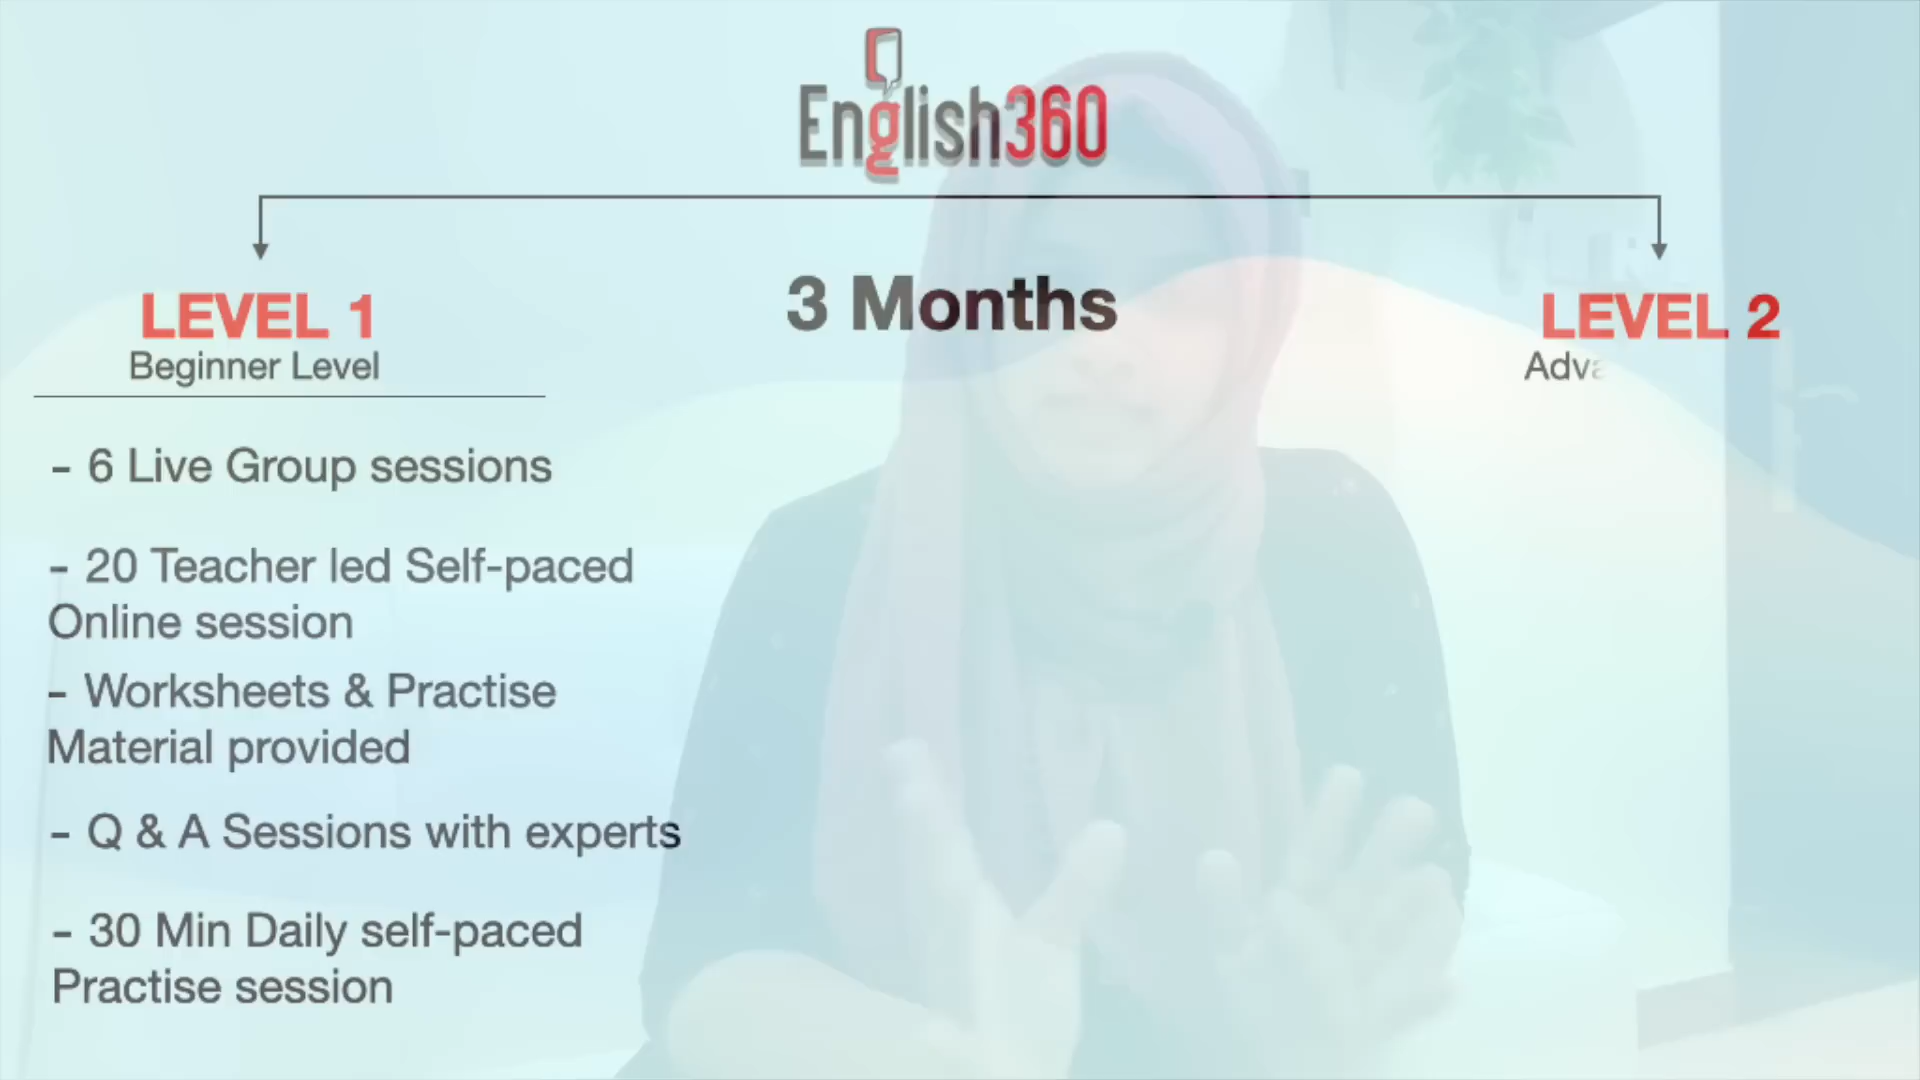 English360
LEVEL 1
Beginner Level
3 Months
LEVEL 2
- 6 Live Group sessions
- 20 Teacher led Self-paced
Online session
- Worksheets & Practise
Material provided
- Q & A Sessions with experts
- 30 Min Daily self-paced
Practise session